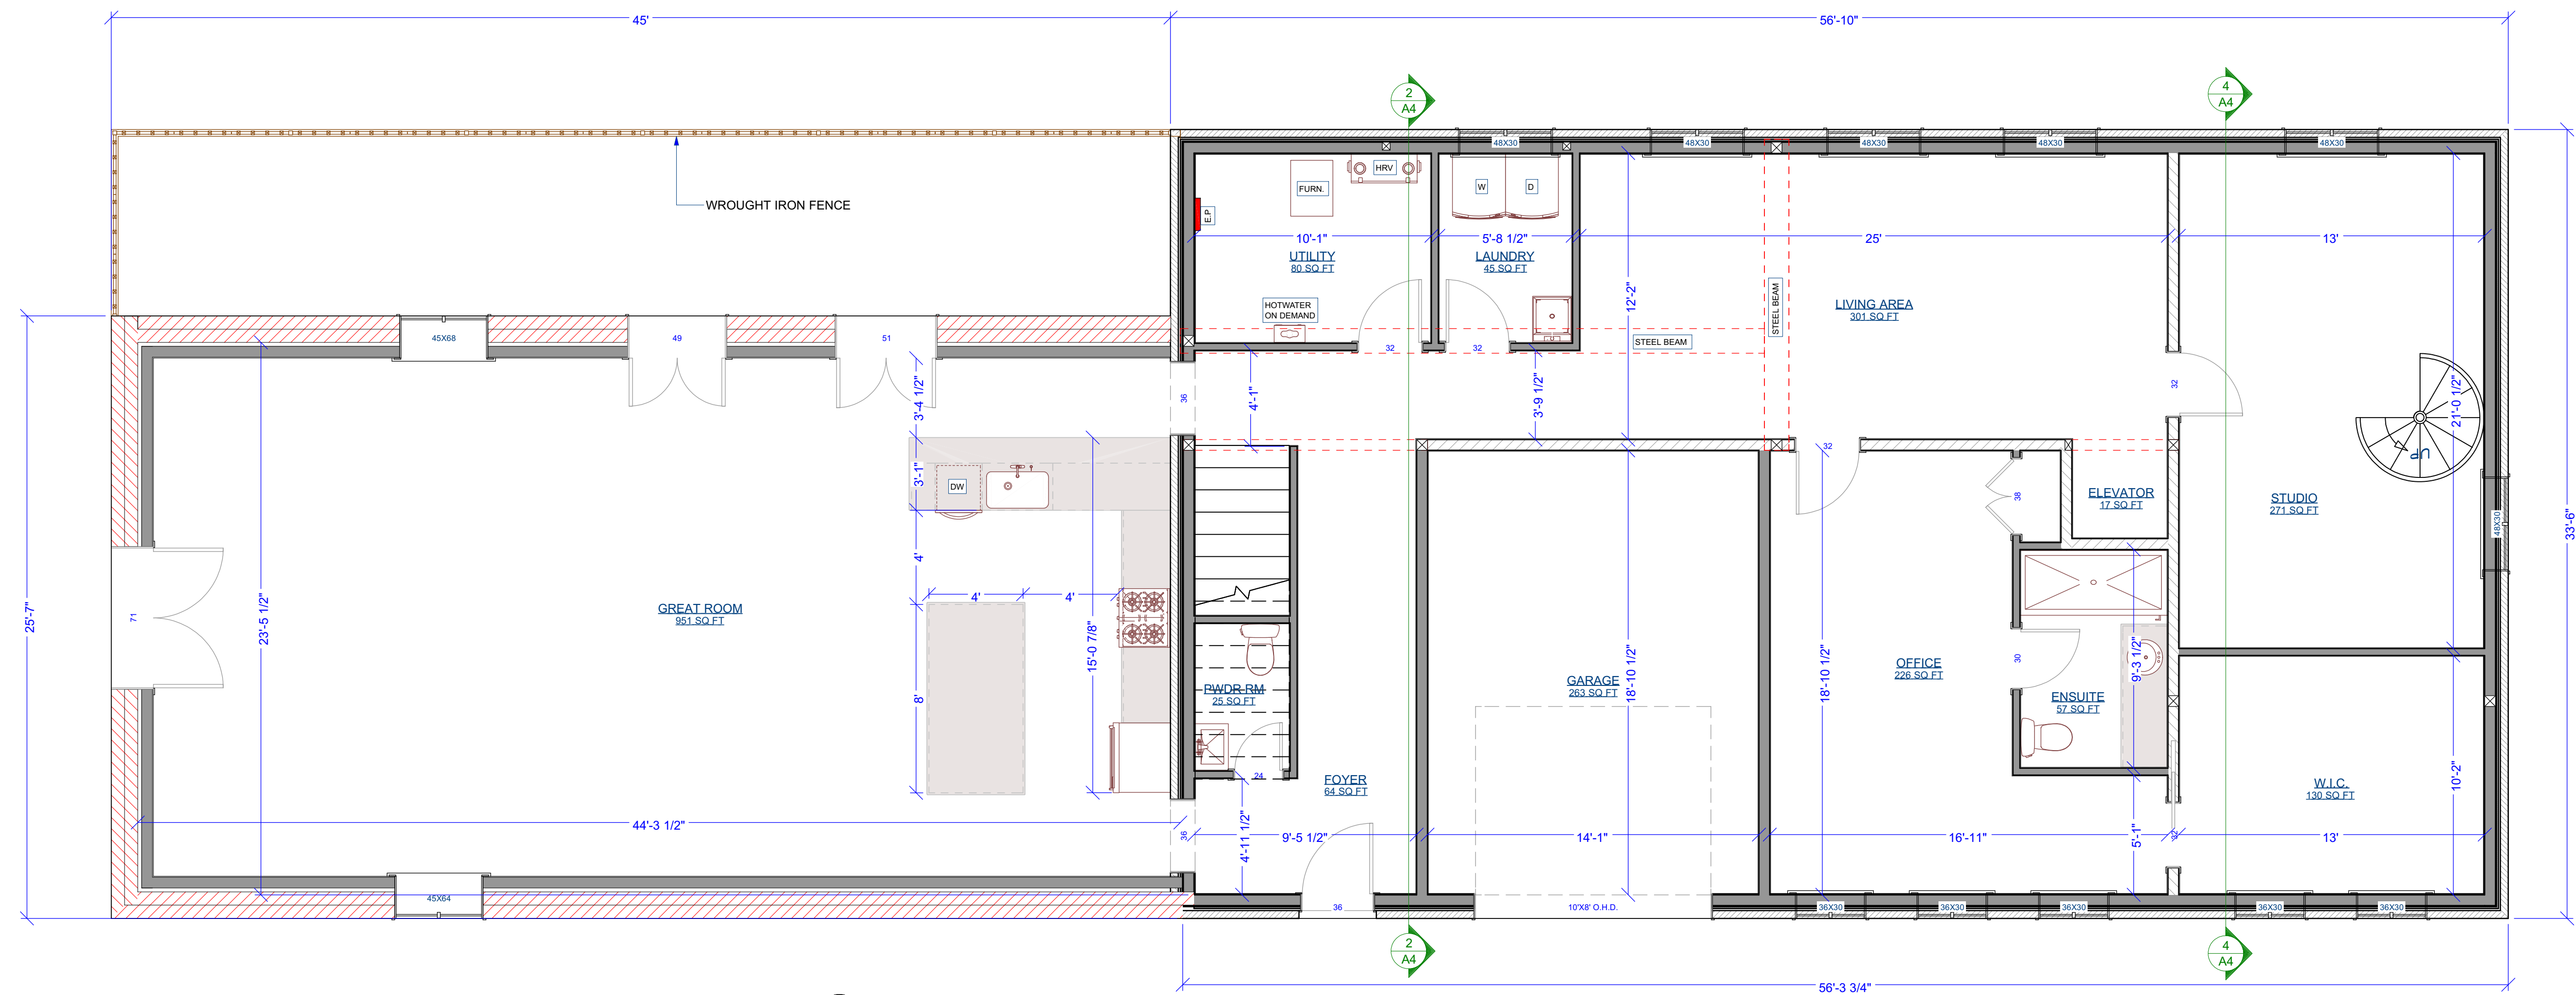 45'
56'-10"
2
A4
4
A4
48X30
48X30
48X30
48X30
48X30
WROUGHT IRON FENCE
FURN.
HRV
W
D
E.P
10'-1"
5'-8 1/2"
25'
13'
UTILITY
80 SQ FT
LAUNDRY
45 SQ FT
HOTWATER
ON DEMAND
12'-2"
STEEL BEAM
LIVING AREA
301 SQ FT
STEEL BEAM
45X68
49
51
32
32
32
36
3'-4 1/2"
4'-1"
3'-9 1/2"
21'-0 1/2"
UP
32
3'-1"
DW
38
ELEVATOR
17 SQ FT
STUDIO
271 SQ FT
48X30
33'-6"
4'
4'
4'
GREAT ROOM
951 SQ FT
25'-7"
71
23'-5 1/2"
15'-0 7/8"
8'
PWDR RM
25 SQ FT
GARAGE
263 SQ FT
18'-10 1/2"
18'-10 1/2"
OFFICE
226 SQ FT
30
9'-3 1/2"
ENSUITE
57 SQ FT
24
FOYER
64 SQ FT
W.I.C.
130 SQ FT
10'-2"
44'-3 1/2"
36
4'-11 1/2"
9'-5 1/2"
14'-1"
16'-11"
5'-1"
32
13'
45X64
36
10'X8' O.H.D.
36X30
36X30
36X30
36X30
36X30
2
A4
4
A4
56'-3 3/4"